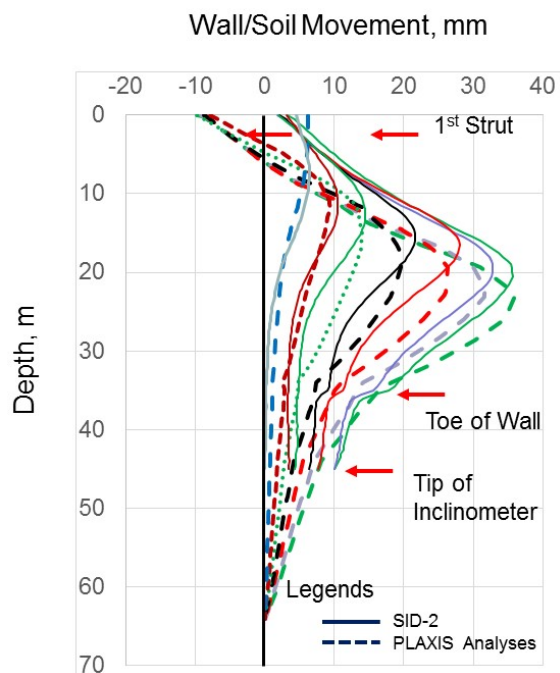 Wall/Soil Movement, mm
-20 -10 0 10 20 30 40
0
10
20
30
40
50
60
70
Depth, m
1st Strut
Toe of Wall
Tip of
Inclinometer
Legends
SID-2
PLAXIS Analyses